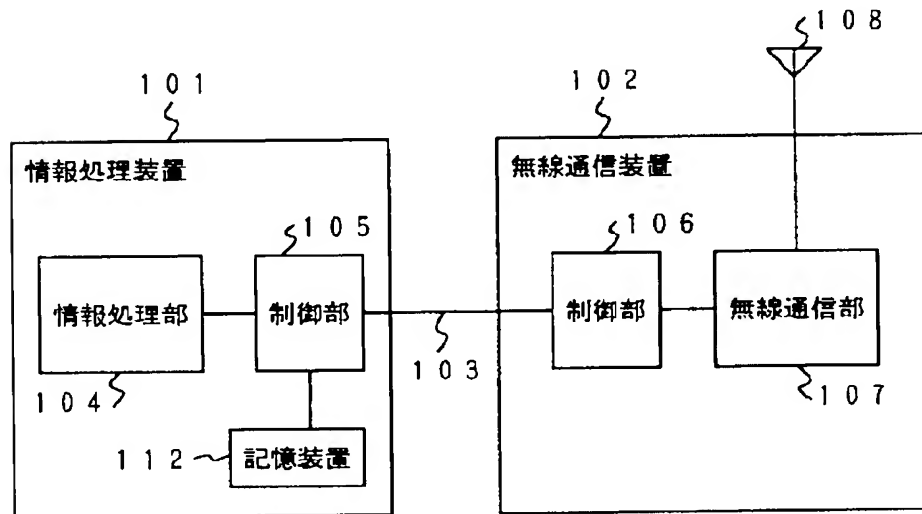 108
101
102
情報処理装置
無線通信装置
105
106
情報処理部
制御部
制御部
無線通信部
103
104
107
112
記憶装置